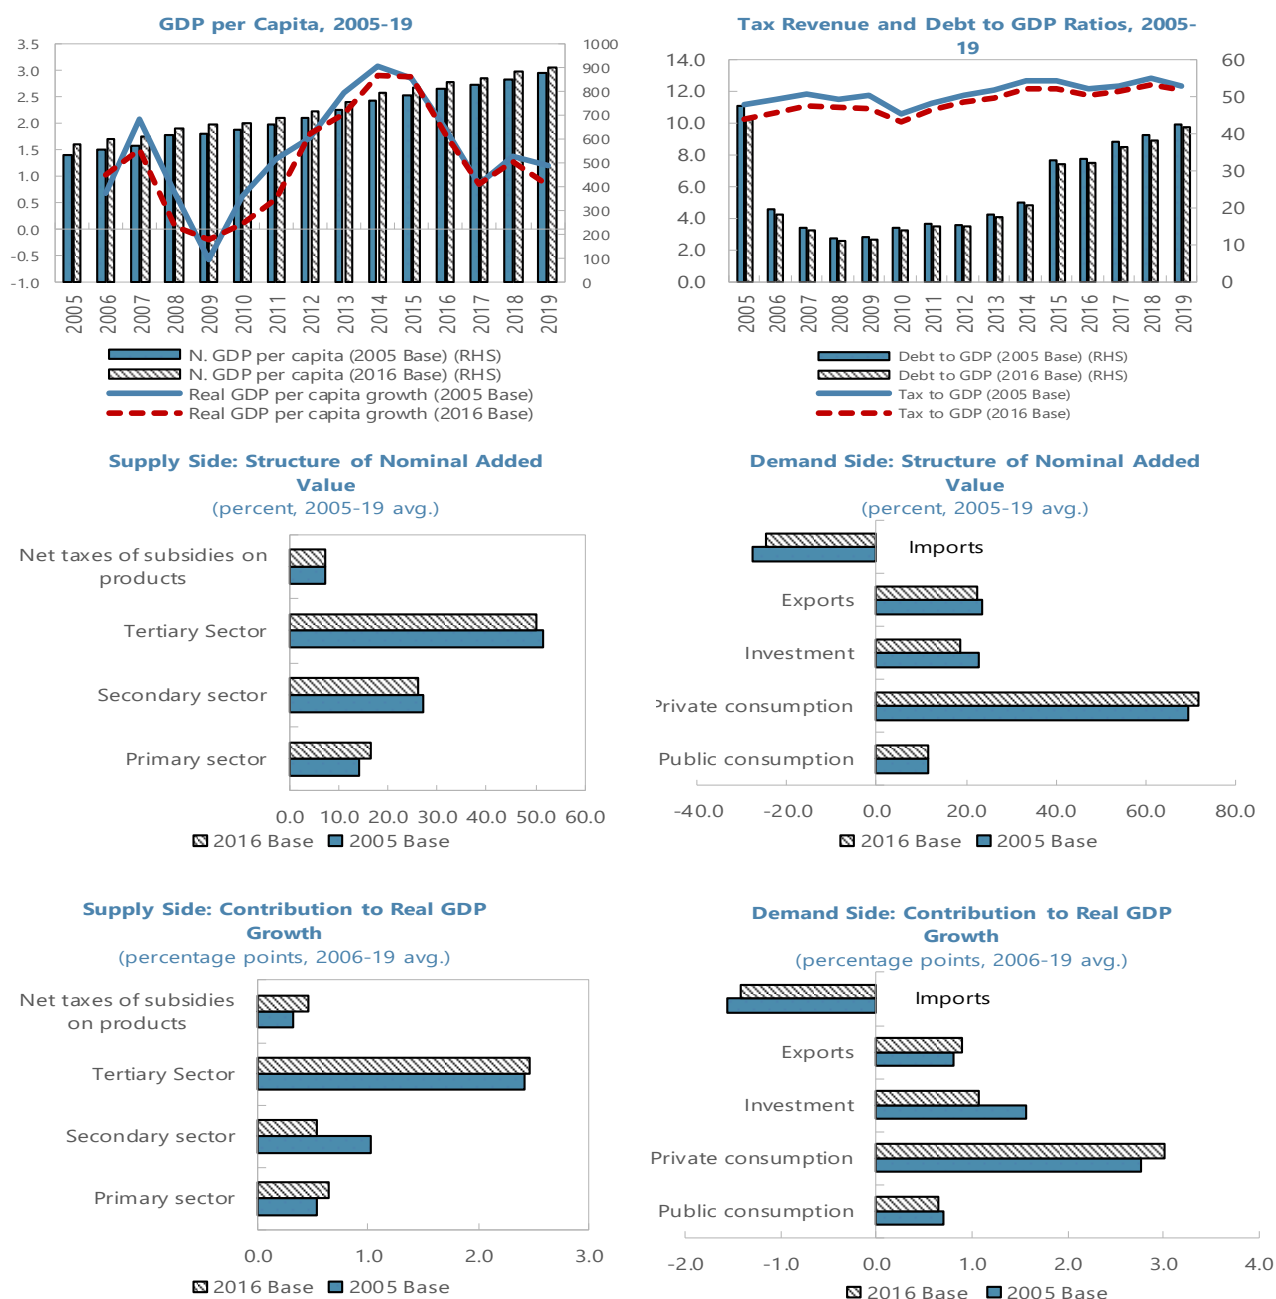 GDP per Capita, 2005-19
3.5
3.0
2.5
2.0
1.5
1.0
0.5
0.0
-0.5
-1.0
1000
900
800
700
600
500
400
300
200
100
0
2005
2006
2007
2008
2009
2010
2011
2012
2013
2014
2015
2016
2017
2018
2019
N. GDP per capita (2005 Base) (RHS)
N. GDP per capita (2016 Base) (RHS)
Real GDP per capita growth (2005 Base)
Real GDP per capita growth (2016 Base)
Tax Revenue and Debt to GDP Ratios, 2005-
19
14.0
12.0
10.0
8.0
6.0
4.0
2.0
0.0
60
50
40
30
20
10
0
2005
2006
2007
2008
2009
2010
2011
2012
2013
2014
2015
2016
2017
2018
2019
Debt to GDP (2005 Base) (RHS)
Debt to GDP (2016 Base) (RHS)
Tax to GDP (2005 Base)
Tax to GDP (2016 Base)
Supply Side: Structure of Nominal Added
Value
(percent, 2005-19 avg.)
Net taxes of subsidies on
products
Tertiary Sector
Secondary sector
Primary sector
0.0 10.0 20.0 30.0 40.0 50.0 60.0
2016 Base 2005 Base
Demand Side: Structure of Nominal Added
Value
(percent, 2005-19 avg.)
Imports
Exports
Investment
Private consumption
Public consumption
-40.0 -20.0 0.0 20.0 40.0 60.0 80.0
2016 Base 2005 Base
Supply Side: Contribution to Real GDP
Growth
(percentage points, 2006-19 avg.)
Net taxes of subsidies
on products
Tertiary Sector
Secondary sector
Primary sector
0.0 1.0 2.0 3.0
2016 Base 2005 Base
Demand Side: Contribution to Real GDP
Growth
(percentage points, 2006-19 avg.)
Imports
Exports
Investment
Private consumption
Public consumption
-2.0 -1.0 0.0 1.0 2.0 3.0 4.0
2016 Base 2005 Base